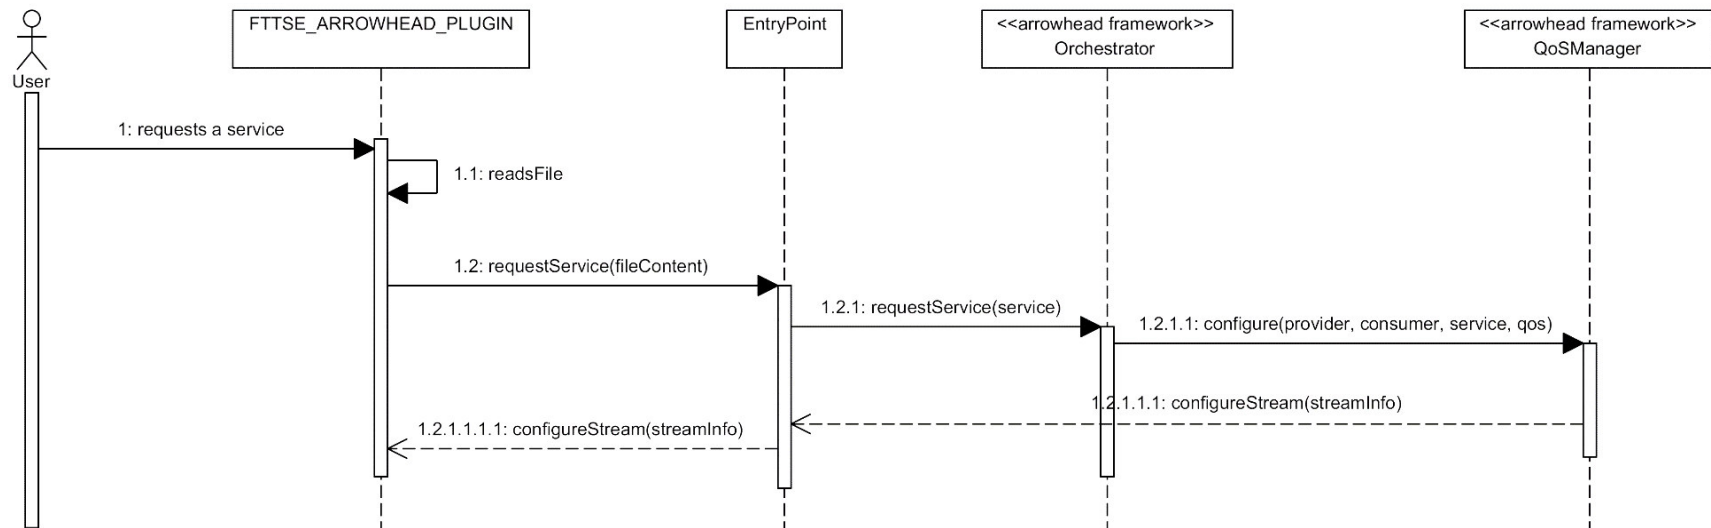 FTTSE_ARROWHEAD_PLUGIN
EntryPoint
<<arrowhead framework>>
Orchestrator
<<arrowhead framework>>
QoSManager
User
1: requests a service
1.1: readsFile
1.2: requestService(fileContent)
1.2.1: requestService(service)
1.2.1.1: configure(provider, consumer, service, qos)
1.2.1.1.1: configureStream(streamInfo)
1.2.1.1.1.1: configureStream(streamInfo)